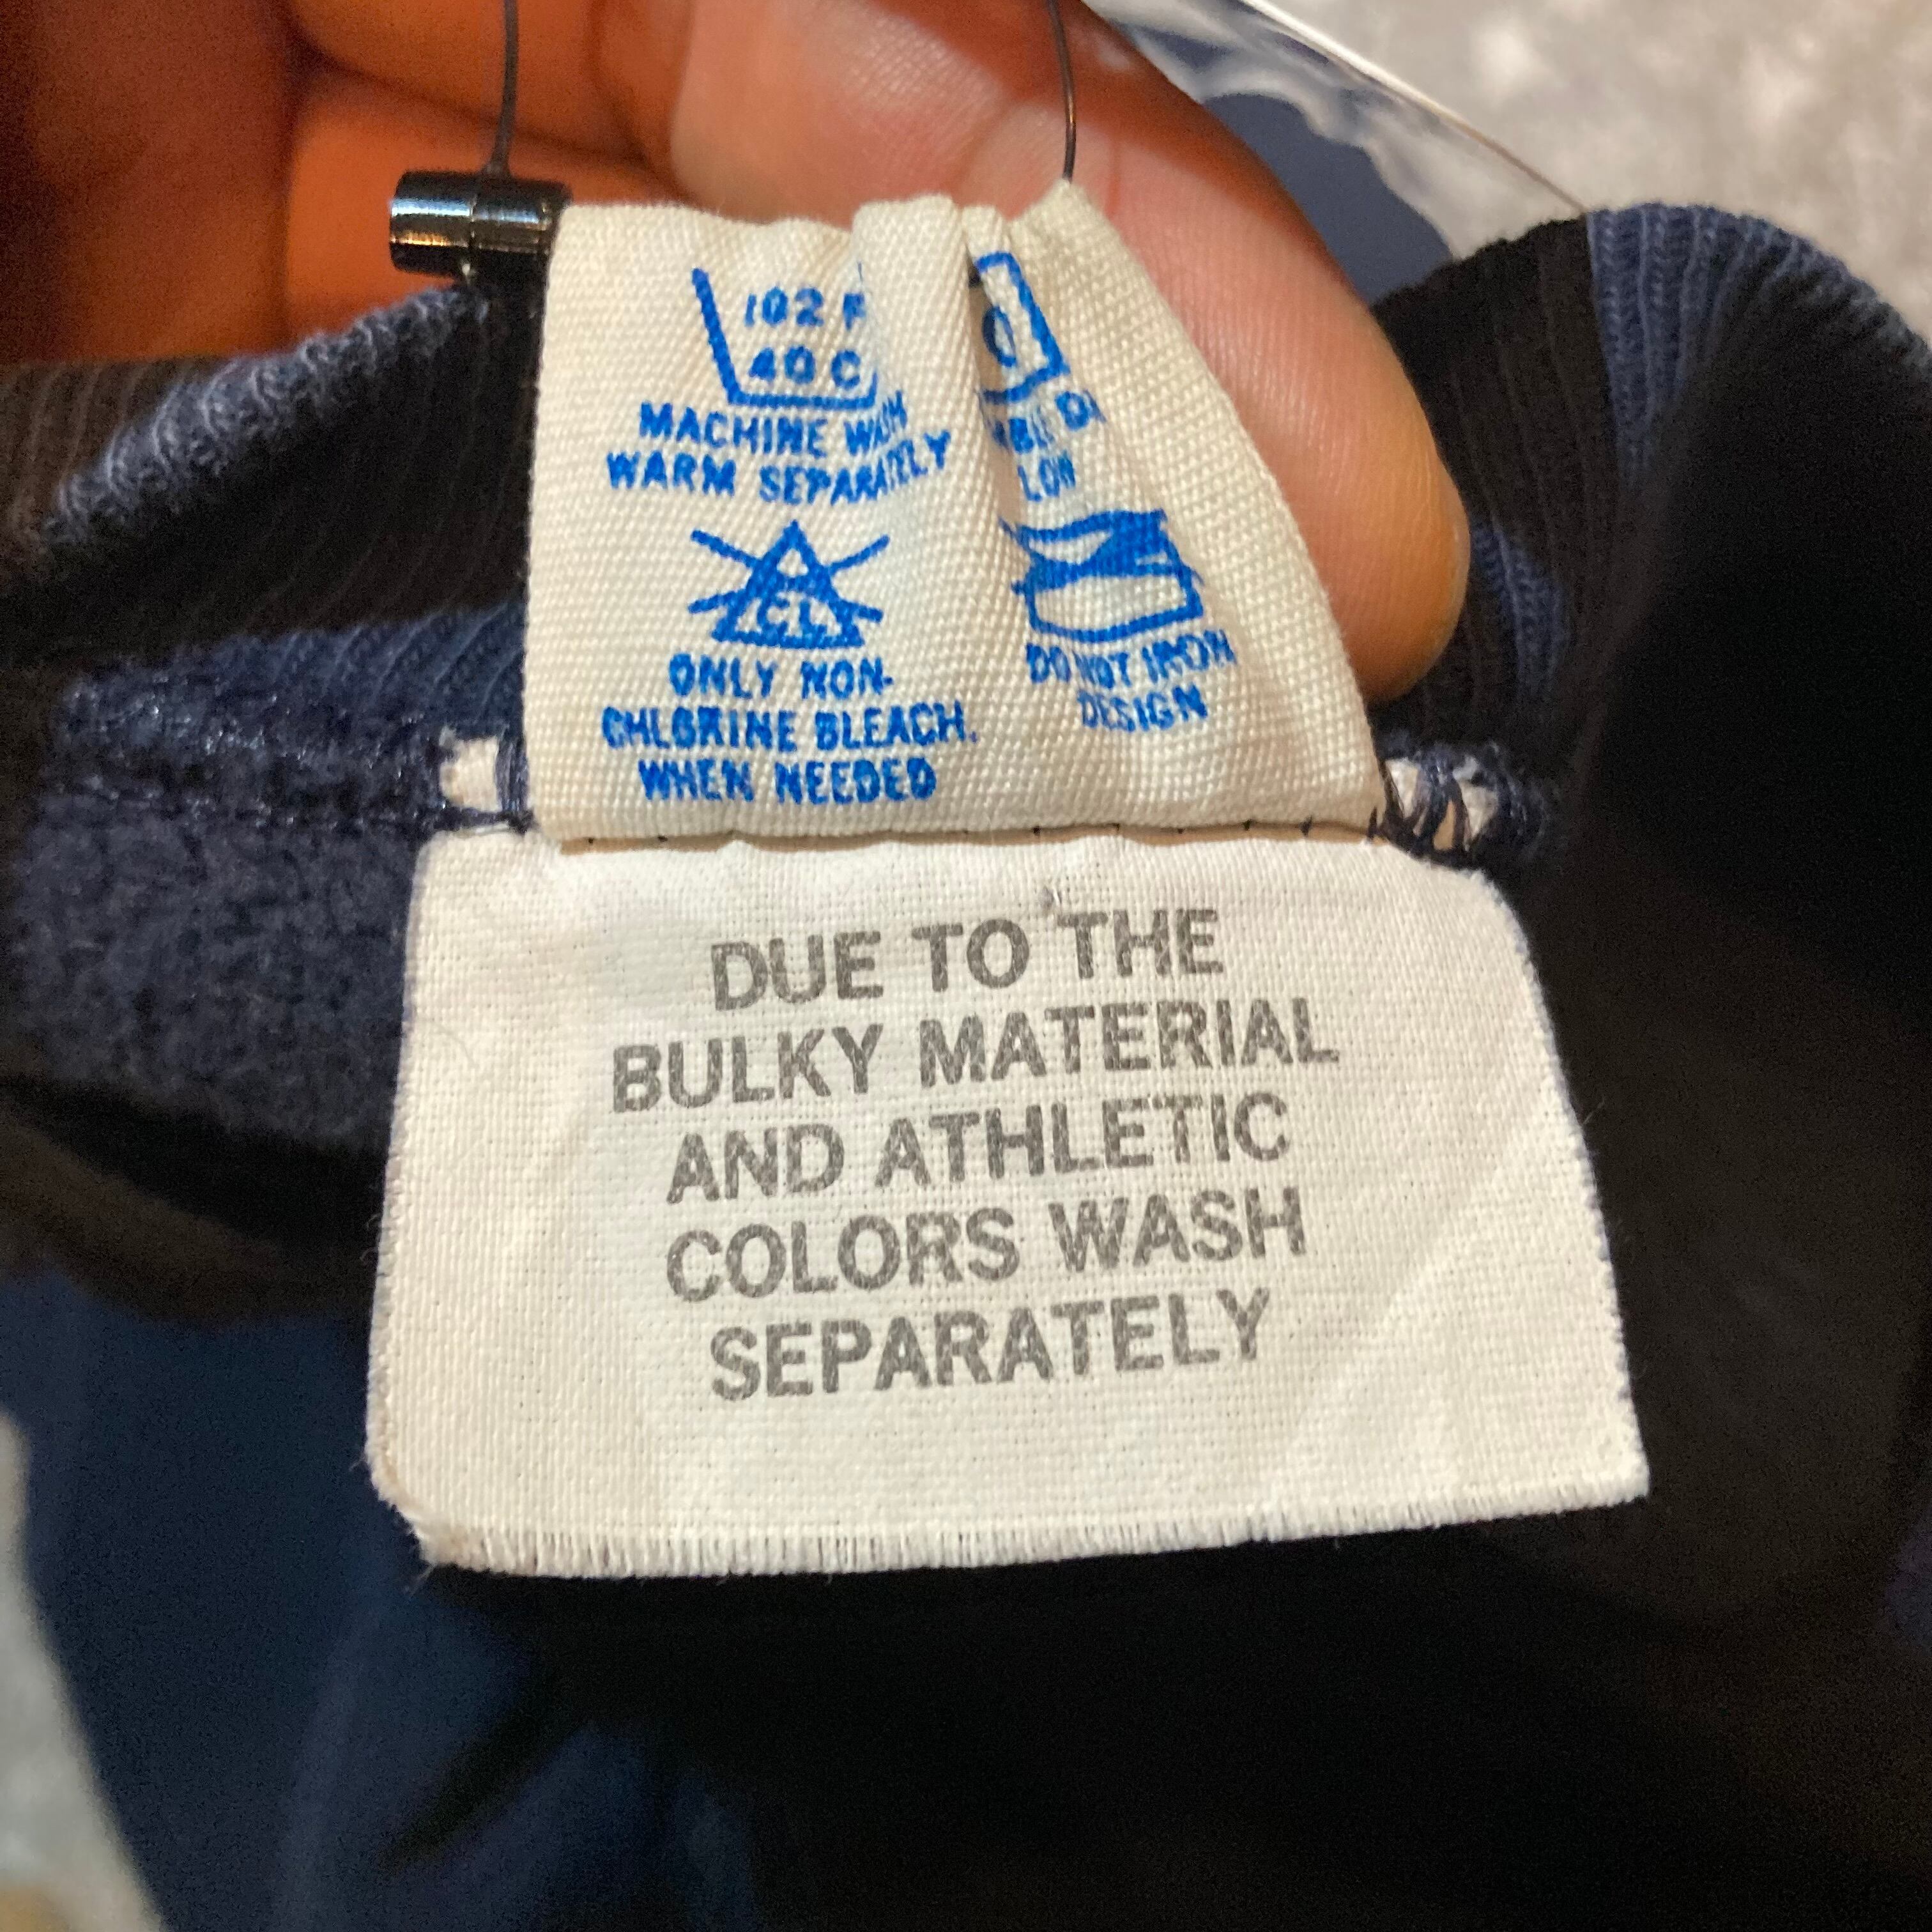 102 F
40 C
MACHINE WASH
WARM SEPARATELY
CL
ONLY NON-
CHLORINE BLEACH.
WHEN NEEDED
LOW
DO NOT IRON
DESIGN
DUE TO THE
BULKY MATERIAL
AND ATHLETIC
COLORS WASH
SEPARATELY